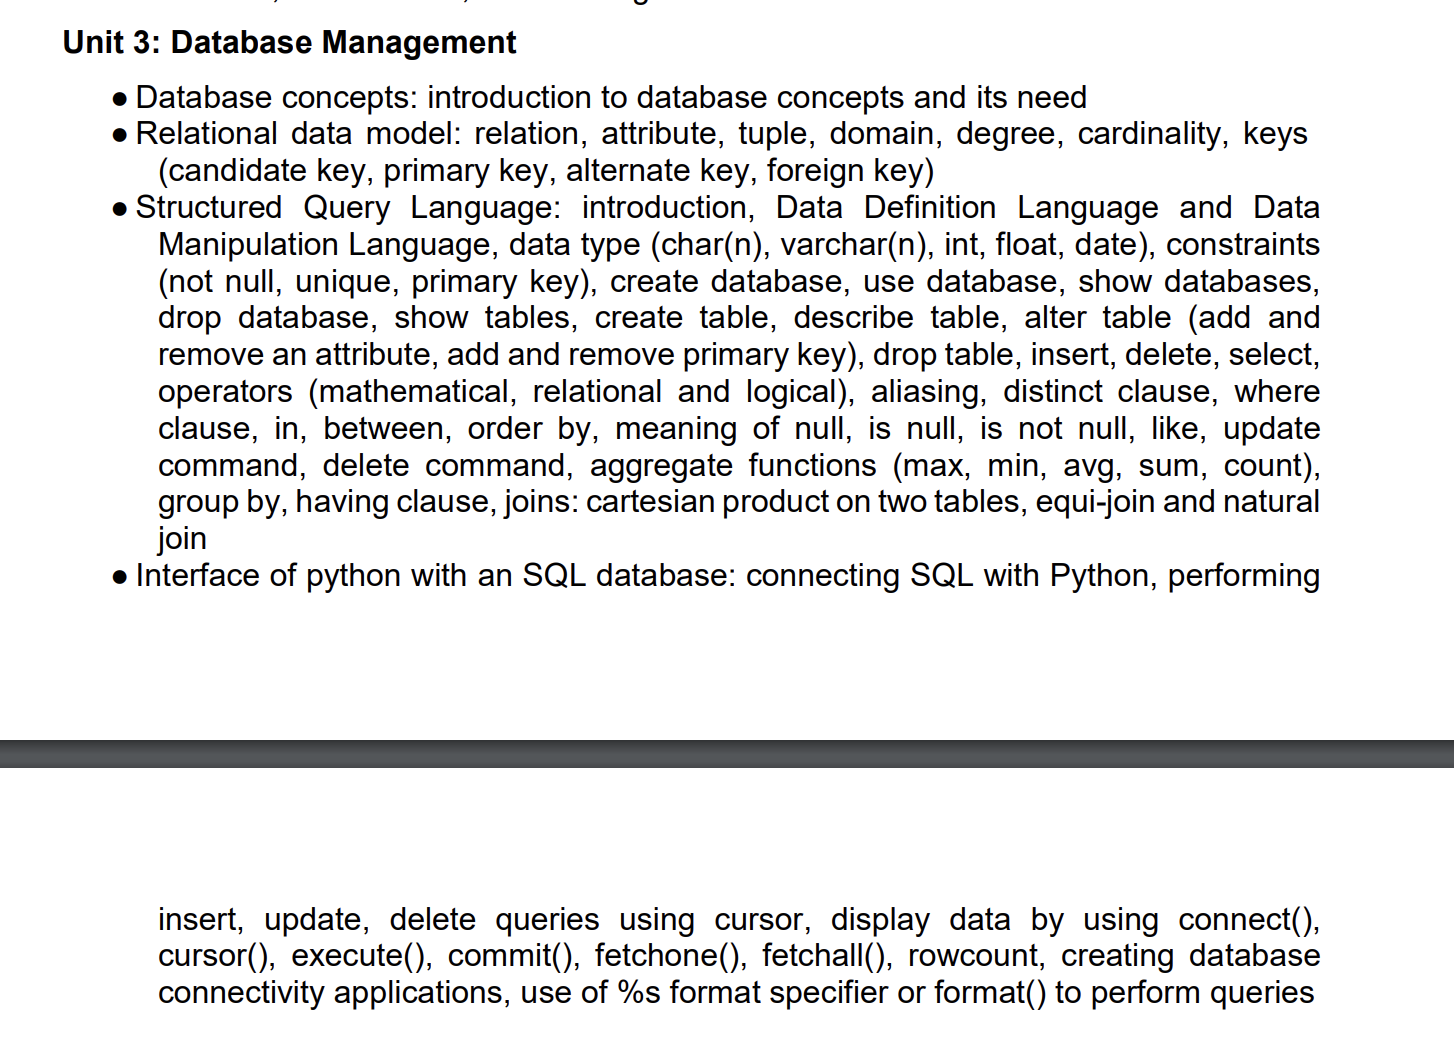 Unit 3: Database Management
● Database concepts: introduction to database concepts and its need
● Relational data model: relation, attribute, tuple, domain, degree, cardinality, keys
(candidate key, primary key, alternate key, foreign key)
● Structured Query Language: introduction, Data Definition Language and Data
Manipulation Language, data type (char(n), varchar(n), int, float, date), constraints
(not null, unique, primary key), create database, use database, show databases,
drop database, show tables, create table, describe table, alter table (add and
remove an attribute, add and remove primary key), drop table, insert, delete, select,
operators (mathematical, relational and logical), aliasing, distinct clause, where
clause, in, between, order by, meaning of null, is null, is not null, like, update
command, delete command, aggregate functions (max, min, avg, sum, count),
group by, having clause, joins: cartesian product on two tables, equi-join and natural
join
● Interface of python with an SQL database: connecting SQL with Python, performing
insert, update, delete queries using cursor, display data by using connect(),
cursor(), execute(), commit(), fetchone(), fetchall(), rowcount, creating database
connectivity applications, use of %s format specifier or format() to perform queries